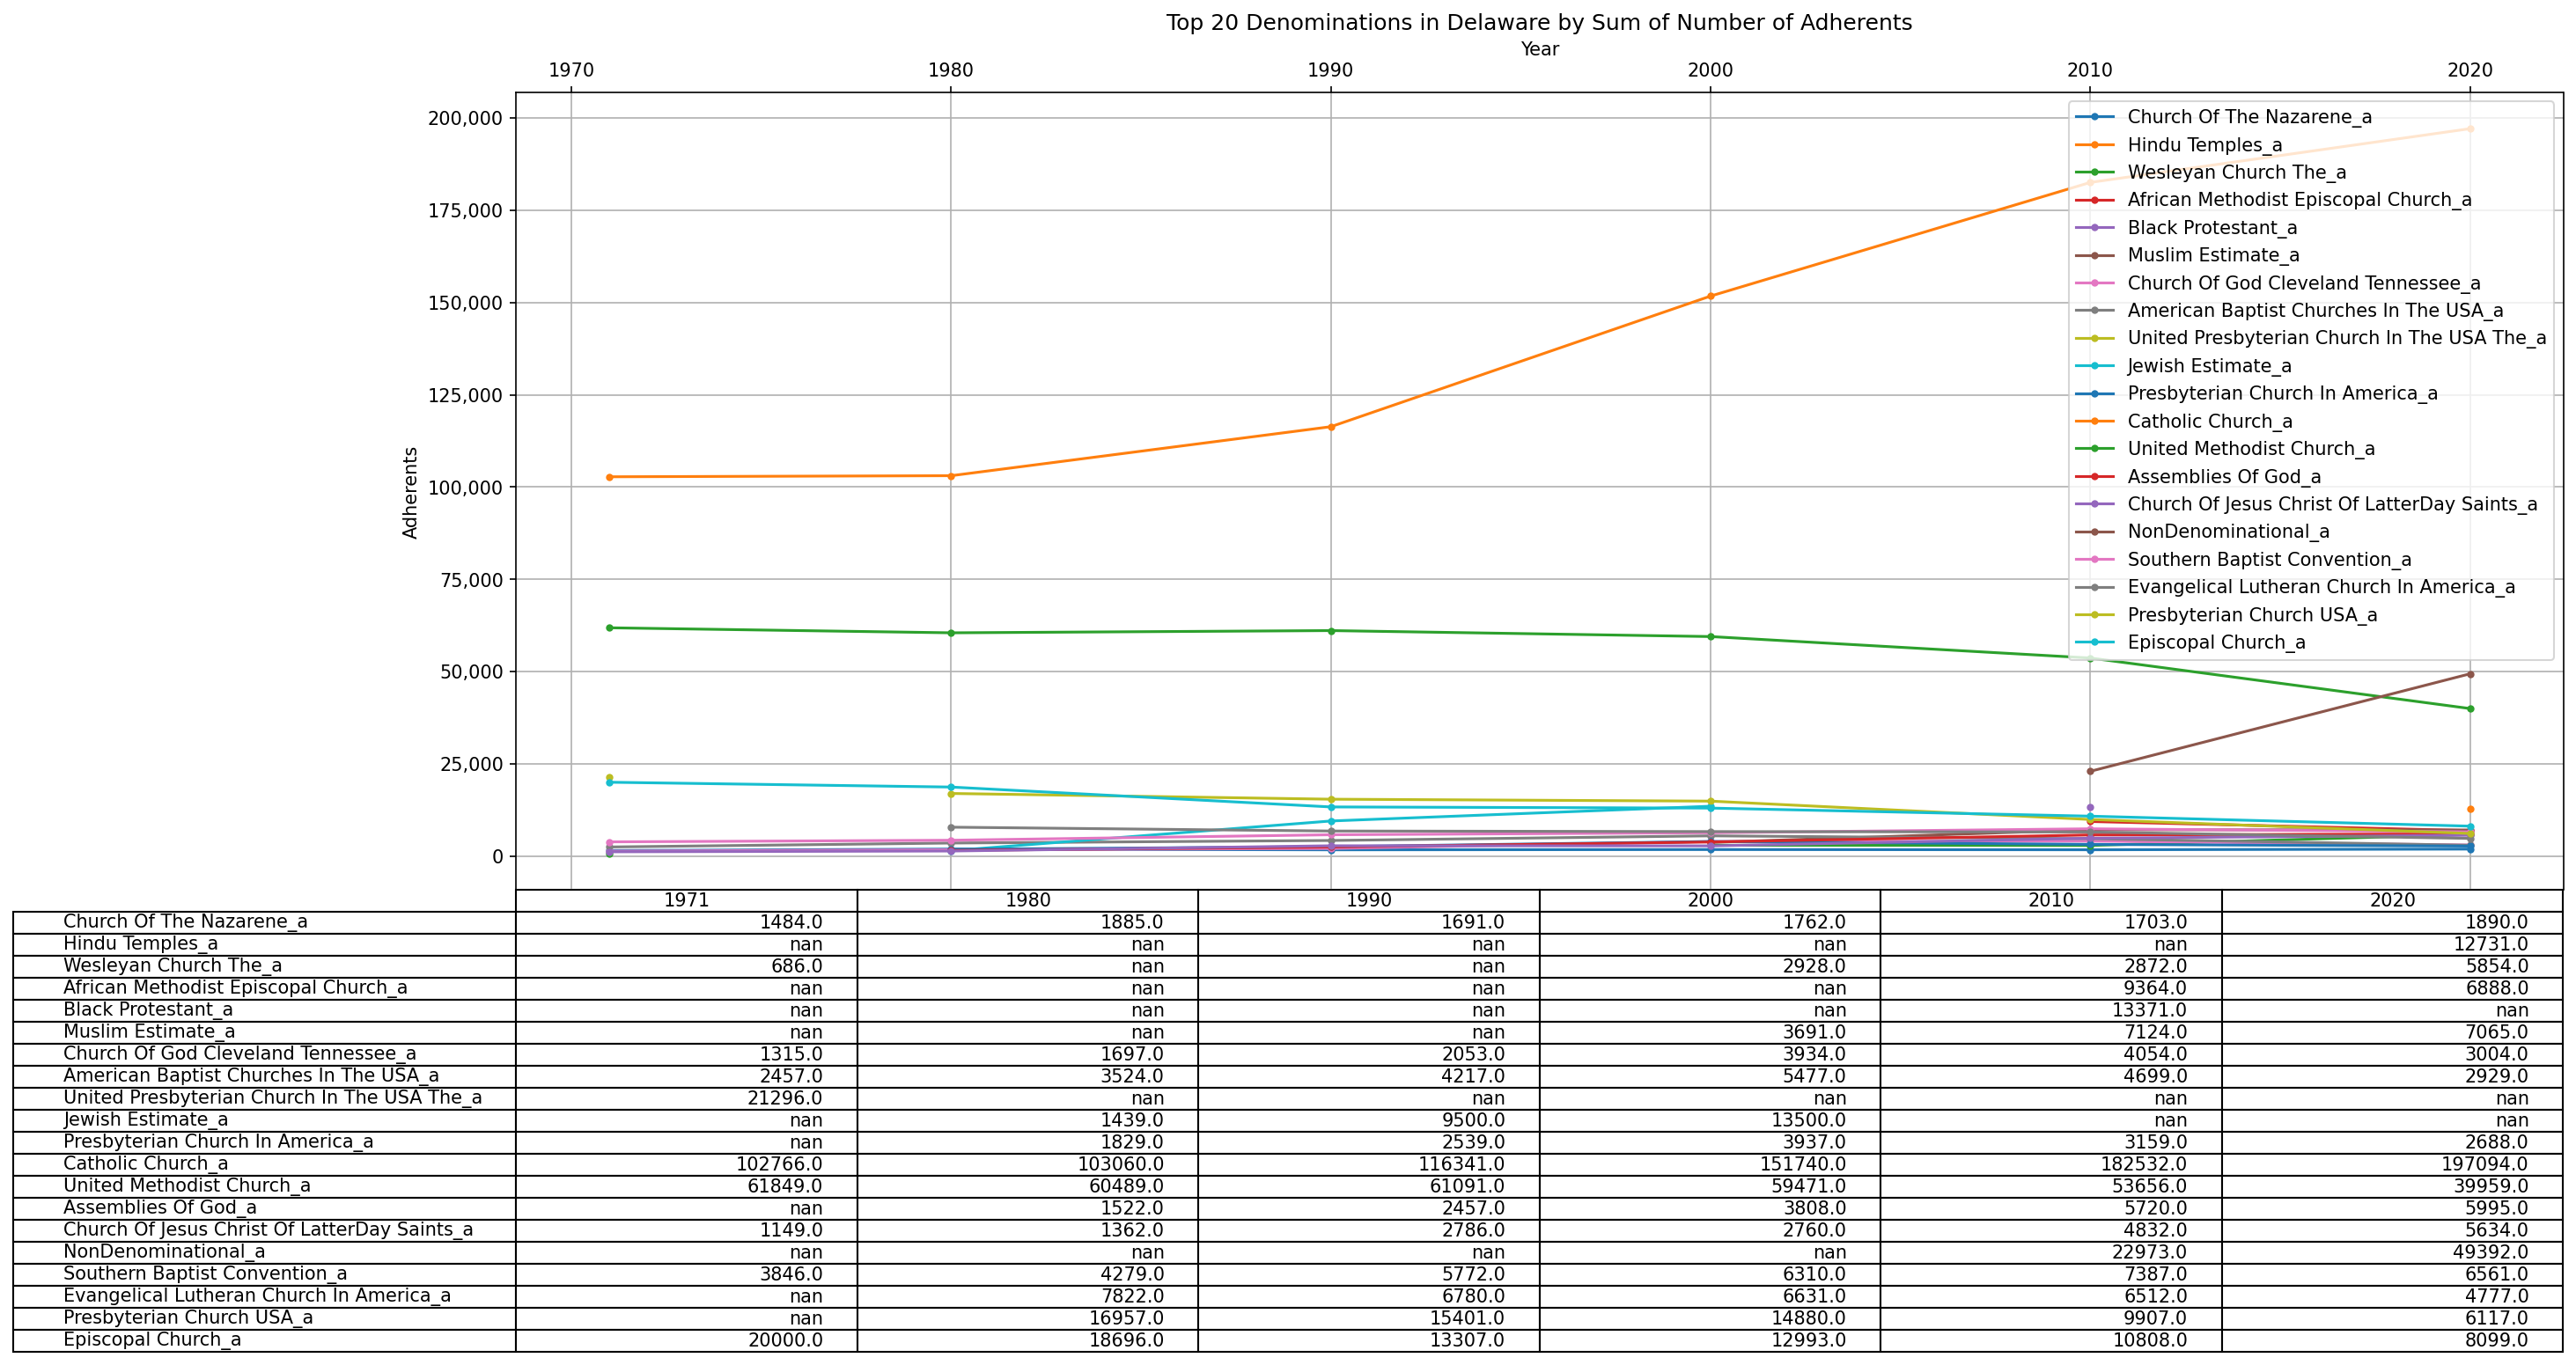 Top 20 Denominations in Delaware by Sum of Number of Adherents
Year
1970 1980 1990 2000 2010 2020
200,000
175,000
150,000
125,000
100,000
75,000
50,000
25,000
0
Adherents
Church Of The Nazarene_a
Hindu Temples_a
Wesleyan Church The_a
African Methodist Episcopal Church_a
Black Protestant_a
Muslim Estimate_a
Church Of God Cleveland Tennessee_a
American Baptist Churches In The USA_a
United Presbyterian Church In The USA The_a
Jewish Estimate_a
Presbyterian Church In America_a
Catholic Church_a
United Methodist Church_a
Assemblies Of God_a
Church Of Jesus Christ Of LatterDay Saints_a
NonDenominational_a
Southern Baptist Convention_a
Evangelical Lutheran Church In America_a
Presbyterian Church USA_a
Episcopal Church_a
1971 1980 1990 2000 2010 2020
Church Of The Nazarene_a 1484.0 1885.0 1691.0 1762.0 1703.0 1890.0
Hindu Temples_a nan nan nan nan nan 12731.0
Wesleyan Church The_a 686.0 nan nan 2928.0 2872.0 5854.0
African Methodist Episcopal Church_a nan nan nan nan 9364.0 6888.0
Black Protestant_a nan nan nan nan 13371.0 nan
Muslim Estimate_a nan nan nan 3691.0 7124.0 7065.0
Church Of God Cleveland Tennessee_a 1315.0 1697.0 2053.0 3934.0 4054.0 3004.0
American Baptist Churches In The USA_a 2457.0 3524.0 4217.0 5477.0 4699.0 2929.0
United Presbyterian Church In The USA The_a 21296.0 nan nan nan nan nan
Jewish Estimate_a nan 1439.0 9500.0 13500.0 nan nan
Presbyterian Church In America_a nan 1829.0 2539.0 3937.0 3159.0 2688.0
Catholic Church_a 102766.0 103060.0 116341.0 151740.0 182532.0 197094.0
United Methodist Church_a 61849.0 60489.0 61091.0 59471.0 53656.0 39959.0
Assemblies Of God_a nan 1522.0 2457.0 3808.0 5720.0 5995.0
Church Of Jesus Christ Of LatterDay Saints_a 1149.0 1362.0 2786.0 2760.0 4832.0 5634.0
NonDenominational_a nan nan nan nan 22973.0 49392.0
Southern Baptist Convention_a 3846.0 4279.0 5772.0 6310.0 7387.0 6561.0
Evangelical Lutheran Church In America_a nan 7822.0 6780.0 6631.0 6512.0 4777.0
Presbyterian Church USA_a nan 16957.0 15401.0 14880.0 9907.0 6117.0
Episcopal Church_a 20000.0 18696.0 13307.0 12993.0 10808.0 8099.0